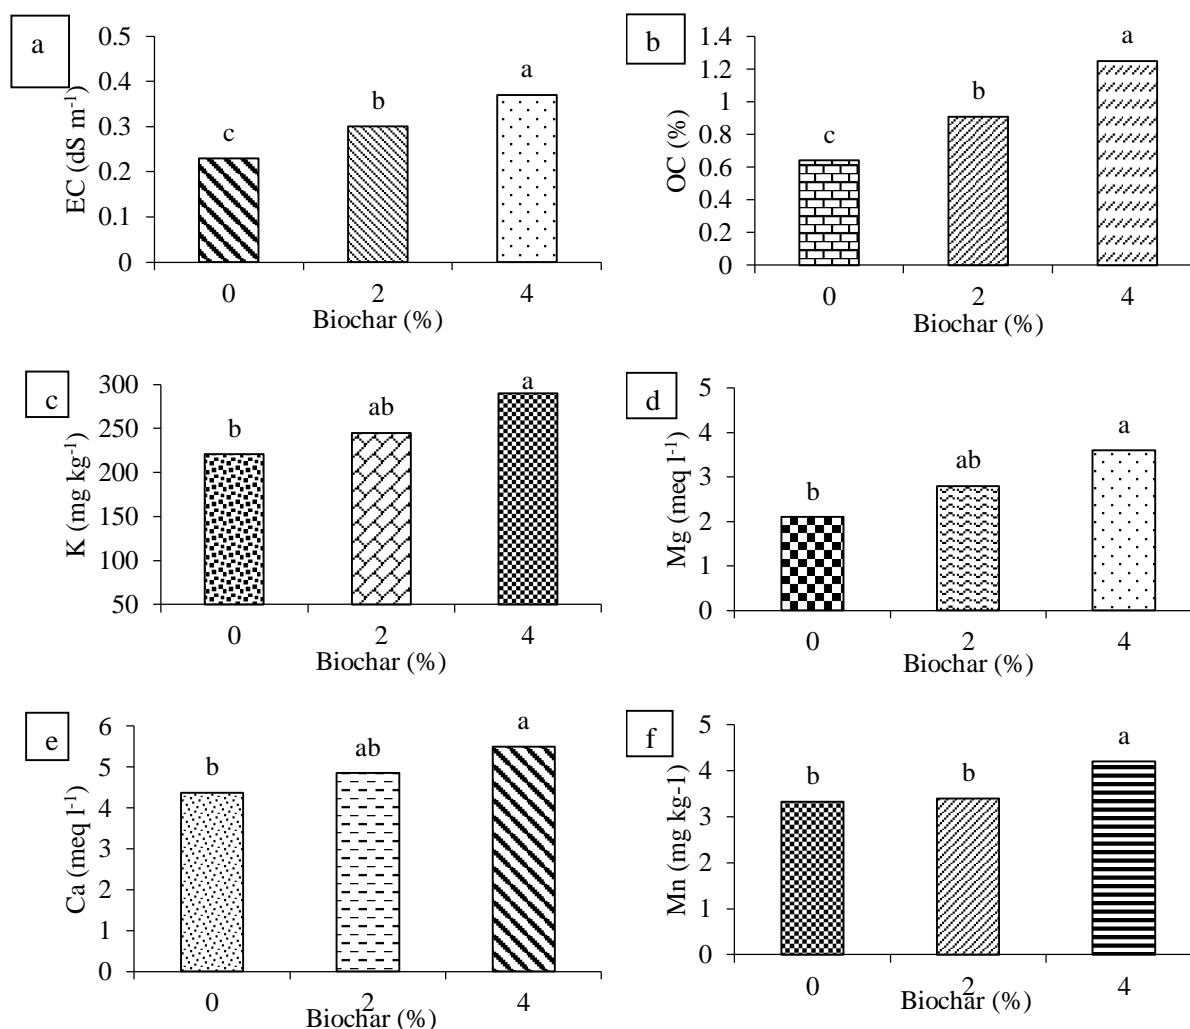 a
EC (dS m-1)
0.5
0.4
0.3
0.2
0.1
0
c
b
a
0 2 4
Biochar (%)
b
OC (%)
1.4
1.2
1
0.8
0.6
0.4
0.2
0
c
b
a
0 2 4
Biochar (%)
c
K (mg kg-1)
300
250
200
150
100
50
b
ab
a
0 2 4
Biochar (%)
d
Mg (meq l-1)
5
4
3
2
1
0
b
ab
a
0 2 4
Biochar (%)
e
Ca (meq l-1)
6
5
4
3
2
1
0
b
ab
a
0 2 4
Biochar (%)
f
Mn (mg kg-1)
5
4
3
2
1
0
b
b
a
0 2 4
Biochar (%)